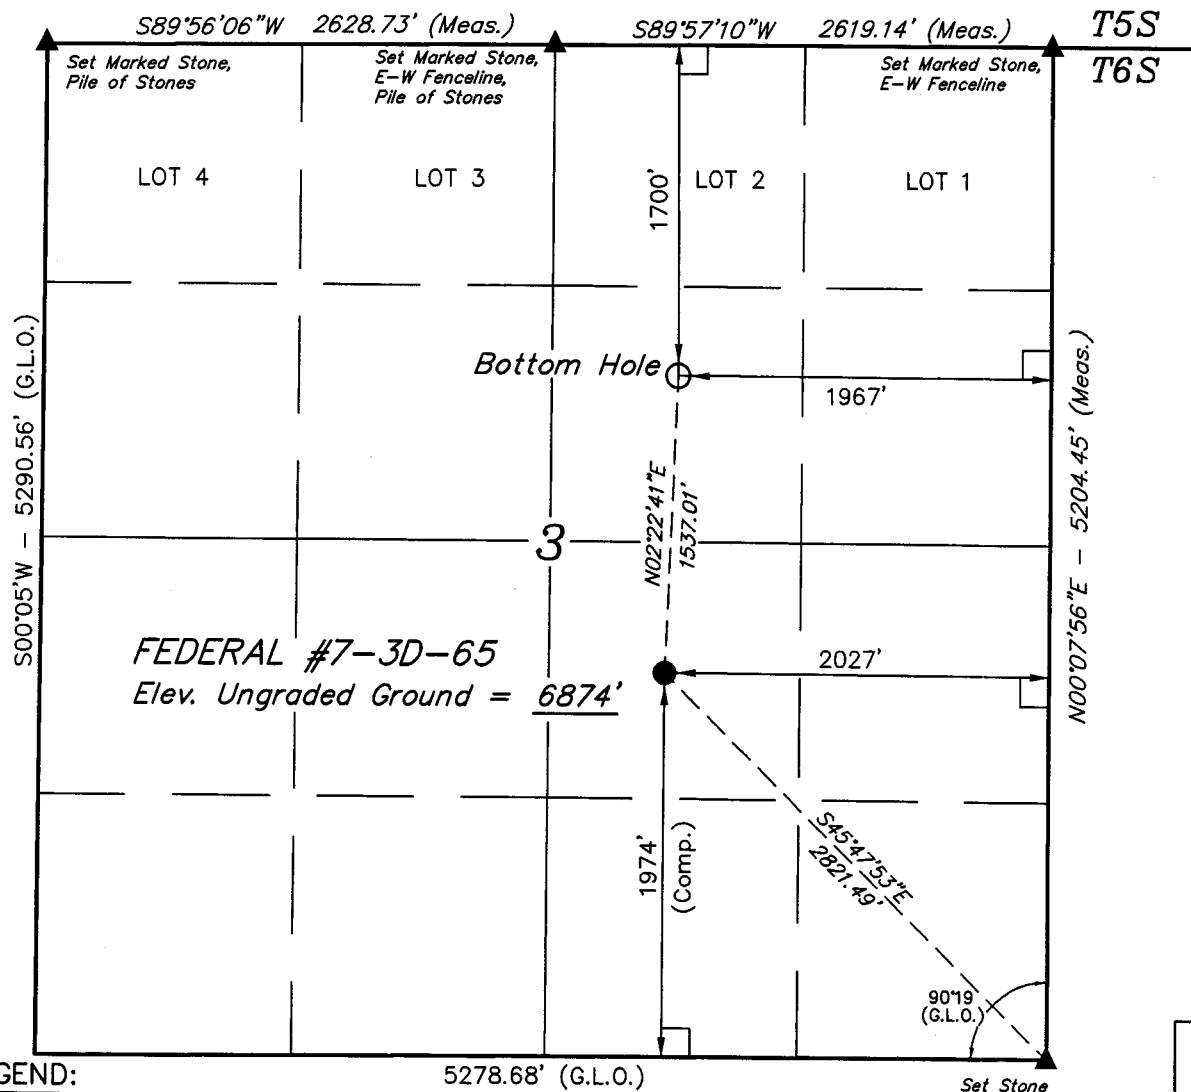 S89°56'06"W 2628.73' (Meas.)
S89°57'10"W 2619.14' (Meas.)
T5S
T6S
Set Marked Stone,
Pile of Stones
Set Marked Stone,
E-W Fenceline,
Pile of Stones
Set Marked Stone,
E-W Fenceline
LOT 4
LOT 3
LOT 2
LOT 1
1700'
Bottom Hole
1967'
S00°05'W - 5290.56' (G.L.O.)
N00°07'56"E - 5204.45' (Meas.)
N02°22'41"E
1537.01'
3
FEDERAL #7-3D-65
Elev. Ungraded Ground = 6874'
2027'
1974'
(Comp.)
S45°47'53"E
2821.49'
90°19
(G.L.O.)
GEND:
5278.68' (G.L.O.)
Set Stone